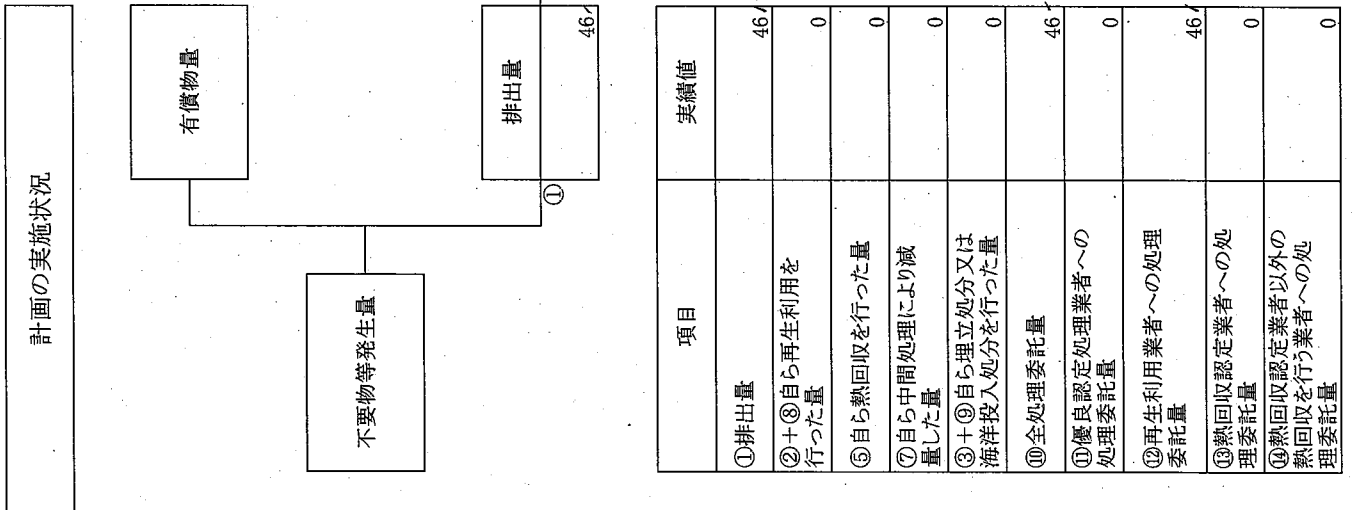 計画の実施状況
有償物量
不要物等発生量
排出量
①
46
項目
実績値
①排出量
46
②+⑧自ら再生利用を
行った量
0
⑤自ら熱回収を行った量
0
⑦自ら中間処理により減
量した量
0
③+⑨自ら埋立処分又は
海洋投入処分を行った量
0
⑩全処理委託量
46
⑪優良認定処理業者への
処理委託量
0
⑫再生利用業者への処理
委託量
46
⑬熱回収認定業者への処
理委託量
0
⑭熱回収認定業者以外の
熱回収を行う業者への処
理委託量
0